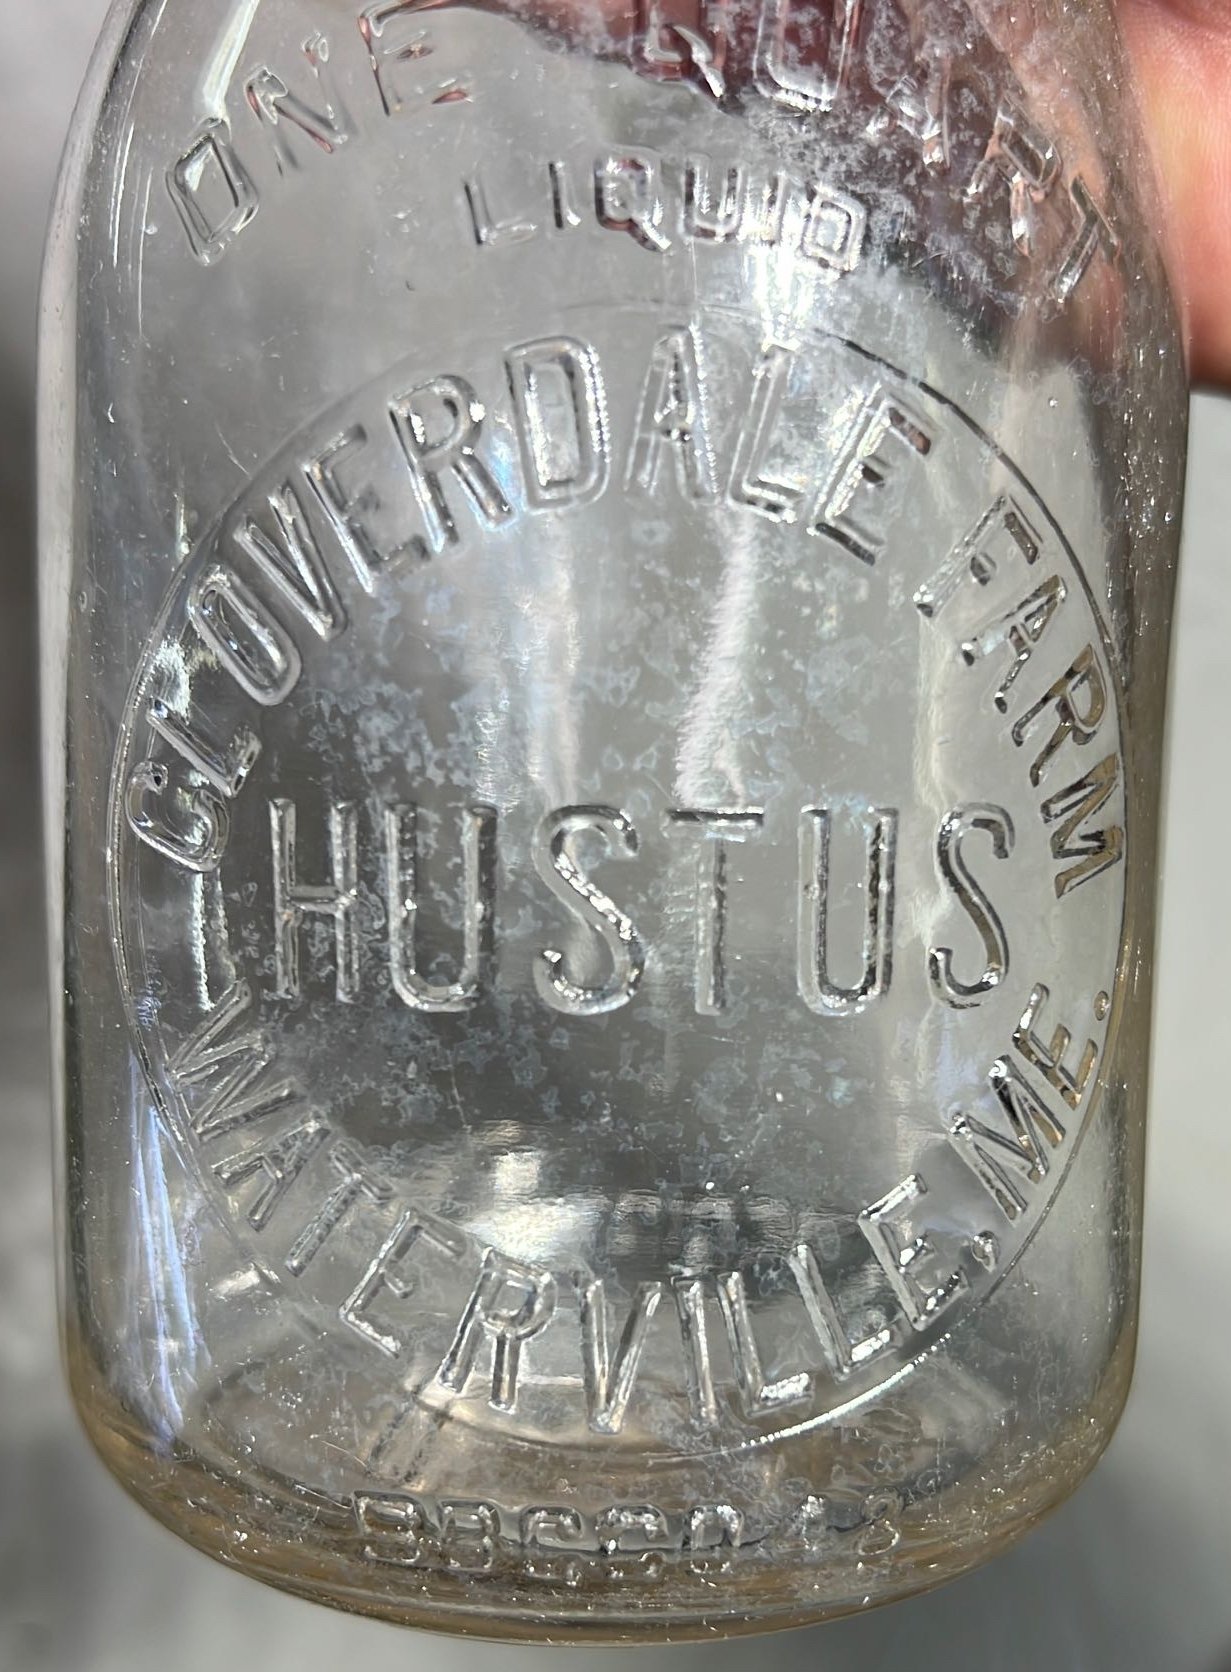 ONE QUART
LIQUID
CLOVERDALE FARM
HUSTUS
WATERVILLE, ME.